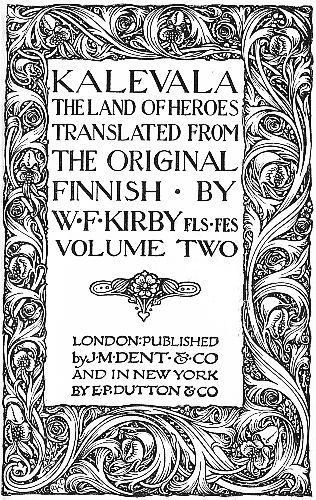 KALEVALA
THE LAND OF HEROES
TRANSLATED FROM
THE ORIGINAL
FINNISH · BY
W·F·KIRBY FLS·FES
VOLUME TWO
LONDON:PUBLISHED
by J·M·DENT·&·CO
AND IN NEW YORK
BY E·P·DUTTON & CO